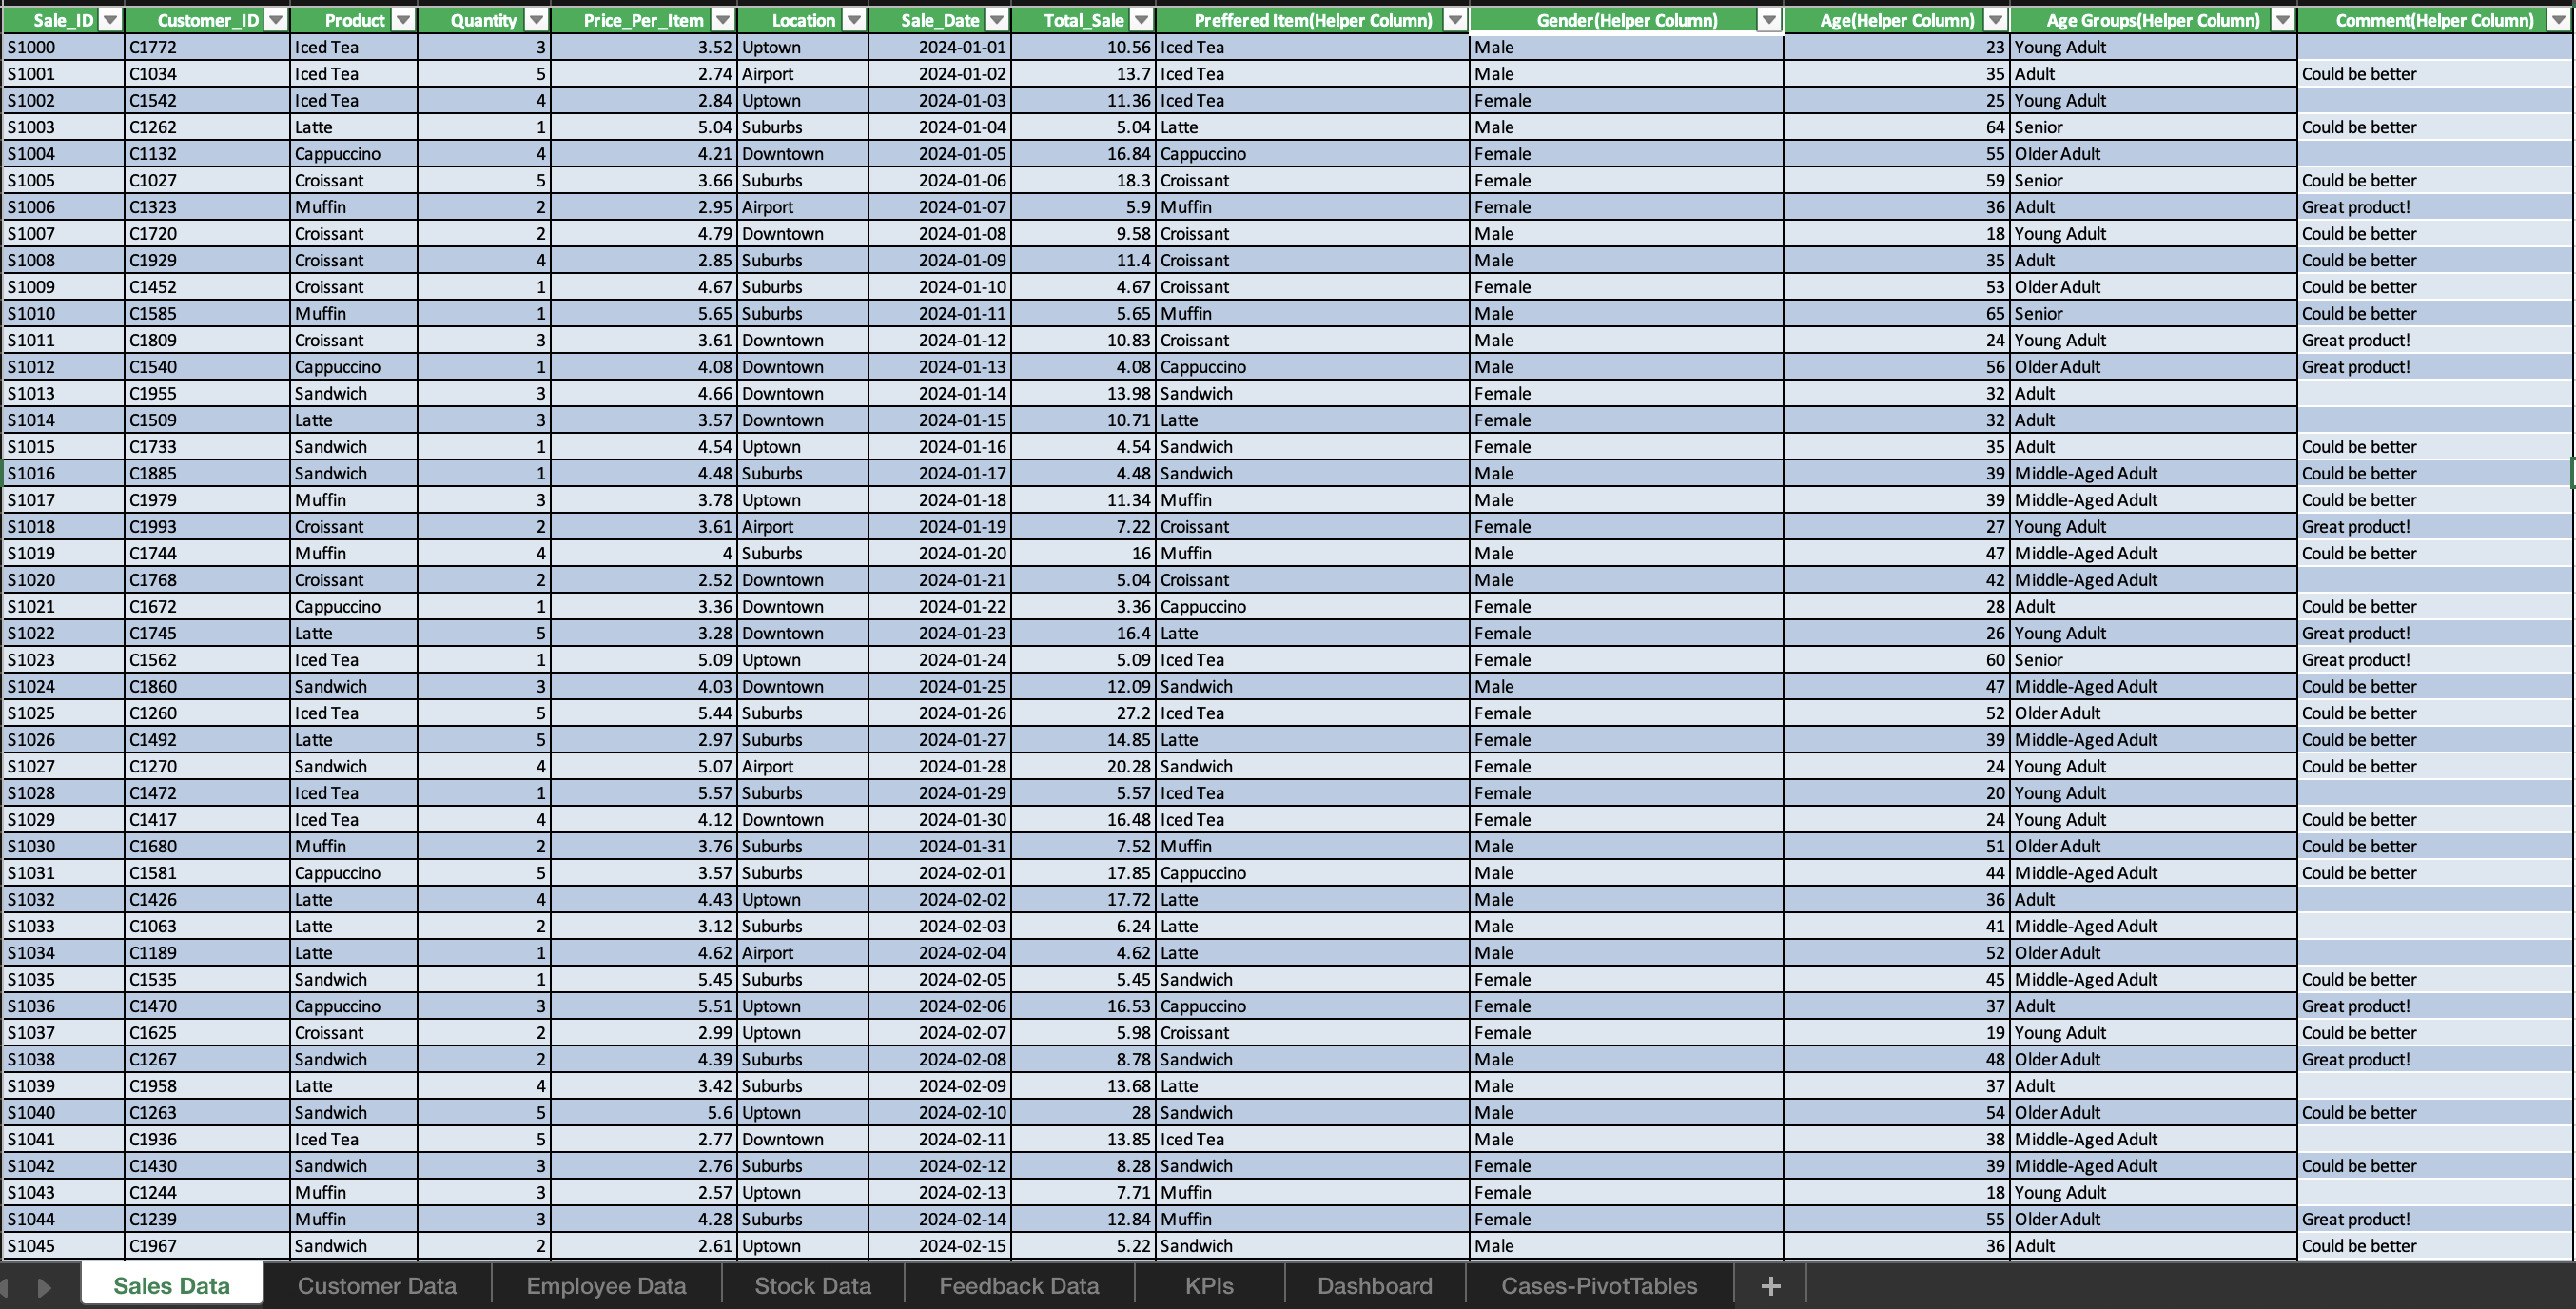 Sale_ID Customer_ID Product Quantity Price_Per_Item Location Sale_Date Total_Sale Preffered Item(Helper Column) Gender(Helper Column) Age(Helper Column) Age Groups(Helper Column) Comment(Helper Column)
S1000 C1772 Iced Tea 3 3.52 Uptown 2024-01-01 10.56 Iced Tea Male 23 Young Adult
S1001 C1034 Iced Tea 5 2.74 Airport 2024-01-02 13.7 Iced Tea Male 35 Adult Could be better
S1002 C1542 Iced Tea 4 2.84 Uptown 2024-01-03 11.36 Iced Tea Female 25 Young Adult
S1003 C1262 Latte 1 5.04 Suburbs 2024-01-04 5.04 Latte Male 64 Senior Could be better
S1004 C1132 Cappuccino 4 4.21 Downtown 2024-01-05 16.84 Cappuccino Female 55 Older Adult
S1005 C1027 Croissant 5 3.66 Suburbs 2024-01-06 18.3 Croissant Female 59 Senior Could be better
S1006 C1323 Muffin 2 2.95 Airport 2024-01-07 5.9 Muffin Female 36 Adult Great product!
S1007 C1720 Croissant 2 4.79 Downtown 2024-01-08 9.58 Croissant Male 18 Young Adult Could be better
S1008 C1929 Croissant 4 2.85 Suburbs 2024-01-09 11.4 Croissant Male 35 Adult Could be better
S1009 C1452 Croissant 1 4.67 Suburbs 2024-01-10 4.67 Croissant Female 53 Older Adult Could be better
S1010 C1585 Muffin 1 5.65 Suburbs 2024-01-11 5.65 Muffin Male 65 Senior Could be better
S1011 C1809 Croissant 3 3.61 Downtown 2024-01-12 10.83 Croissant Male 24 Young Adult Great product!
S1012 C1540 Cappuccino 1 4.08 Downtown 2024-01-13 4.08 Cappuccino Male 56 Older Adult Great product!
S1013 C1955 Sandwich 3 4.66 Downtown 2024-01-14 13.98 Sandwich Female 32 Adult
S1014 C1509 Latte 3 3.57 Downtown 2024-01-15 10.71 Latte Female 32 Adult
S1015 C1733 Sandwich 1 4.54 Uptown 2024-01-16 4.54 Sandwich Female 35 Adult Could be better
S1016 C1885 Sandwich 1 4.48 Suburbs 2024-01-17 4.48 Sandwich Male 39 Middle-Aged Adult Could be better
S1017 C1979 Muffin 3 3.78 Uptown 2024-01-18 11.34 Muffin Male 39 Middle-Aged Adult Could be better
S1018 C1993 Croissant 2 3.61 Airport 2024-01-19 7.22 Croissant Female 27 Young Adult Great product!
S1019 C1744 Muffin 4 4 Suburbs 2024-01-20 16 Muffin Male 47 Middle-Aged Adult Could be better
S1020 C1768 Croissant 2 2.52 Downtown 2024-01-21 5.04 Croissant Male 42 Middle-Aged Adult
S1021 C1672 Cappuccino 1 3.36 Downtown 2024-01-22 3.36 Cappuccino Female 28 Adult Could be better
S1022 C1745 Latte 5 3.28 Downtown 2024-01-23 16.4 Latte Female 26 Young Adult Great product!
S1023 C1562 Iced Tea 1 5.09 Uptown 2024-01-24 5.09 Iced Tea Female 60 Senior Great product!
S1024 C1860 Sandwich 3 4.03 Downtown 2024-01-25 12.09 Sandwich Male 47 Middle-Aged Adult Could be better
S1025 C1260 Iced Tea 5 5.44 Suburbs 2024-01-26 27.2 Iced Tea Female 52 Older Adult Could be better
S1026 C1492 Latte 5 2.97 Suburbs 2024-01-27 14.85 Latte Female 39 Middle-Aged Adult Could be better
S1027 C1270 Sandwich 4 5.07 Airport 2024-01-28 20.28 Sandwich Female 24 Young Adult Could be better
S1028 C1472 Iced Tea 1 5.57 Suburbs 2024-01-29 5.57 Iced Tea Female 20 Young Adult
S1029 C1417 Iced Tea 4 4.12 Downtown 2024-01-30 16.48 Iced Tea Female 24 Young Adult Could be better
S1030 C1680 Muffin 2 3.76 Suburbs 2024-01-31 7.52 Muffin Male 51 Older Adult Could be better
S1031 C1581 Cappuccino 5 3.57 Suburbs 2024-02-01 17.85 Cappuccino Male 44 Middle-Aged Adult Could be better
S1032 C1426 Latte 4 4.43 Uptown 2024-02-02 17.72 Latte Male 36 Adult
S1033 C1063 Latte 2 3.12 Suburbs 2024-02-03 6.24 Latte Male 41 Middle-Aged Adult
S1034 C1189 Latte 1 4.62 Airport 2024-02-04 4.62 Latte Male 52 Older Adult
S1035 C1535 Sandwich 1 5.45 Suburbs 2024-02-05 5.45 Sandwich Female 45 Middle-Aged Adult Could be better
S1036 C1470 Cappuccino 3 5.51 Uptown 2024-02-06 16.53 Cappuccino Female 37 Adult Great product!
S1037 C1625 Croissant 2 2.99 Uptown 2024-02-07 5.98 Croissant Female 19 Young Adult Could be better
S1038 C1267 Sandwich 2 4.39 Suburbs 2024-02-08 8.78 Sandwich Male 48 Older Adult Great product!
S1039 C1958 Latte 4 3.42 Suburbs 2024-02-09 13.68 Latte Male 37 Adult
S1040 C1263 Sandwich 5 5.6 Uptown 2024-02-10 28 Sandwich Male 54 Older Adult Could be better
S1041 C1936 Iced Tea 5 2.77 Downtown 2024-02-11 13.85 Iced Tea Male 38 Middle-Aged Adult
S1042 C1430 Sandwich 3 2.76 Suburbs 2024-02-12 8.28 Sandwich Female 39 Middle-Aged Adult Could be better
S1043 C1244 Muffin 3 2.57 Uptown 2024-02-13 7.71 Muffin Female 18 Young Adult
S1044 C1239 Muffin 3 4.28 Suburbs 2024-02-14 12.84 Muffin Female 55 Older Adult Great product!
S1045 C1967 Sandwich 2 2.61 Uptown 2024-02-15 5.22 Sandwich Male 36 Adult Could be better
Sales Data Customer Data Employee Data Stock Data Feedback Data KPIs Dashboard Cases-PivotTables +